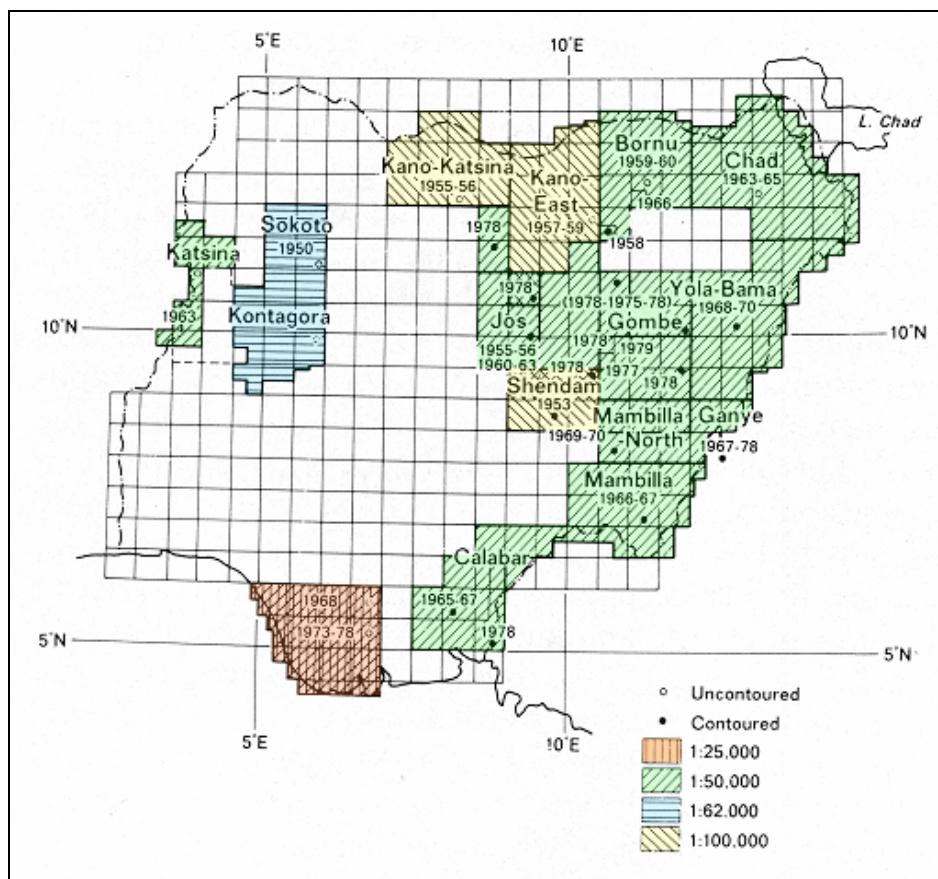 5°E
10°E
L. Chad
Bornu
1959-60
Chad
1963-65
Kano-Katsina
1955-56
Kano-
East
1957-59
1966
1958
1978
Sokoto
1950
Katsina
Kontagora
1963
10°N
10°N
1978
(1978-1975-78)
Yola-Bama
1968-70
Jos
Gombe
1955-56
1960-63
1978
1979
1978
1977
1978
Shendam
1953
1969-70
Mambilla
-North
Ganye
1967-78
Mambilla
1966-67
Calabar
1965-67
1978
1968
1973-78
5°N
5°N
5°E
10°E
Uncontoured
Contoured
1:25,000
1:50,000
1:62.000
1:100.000